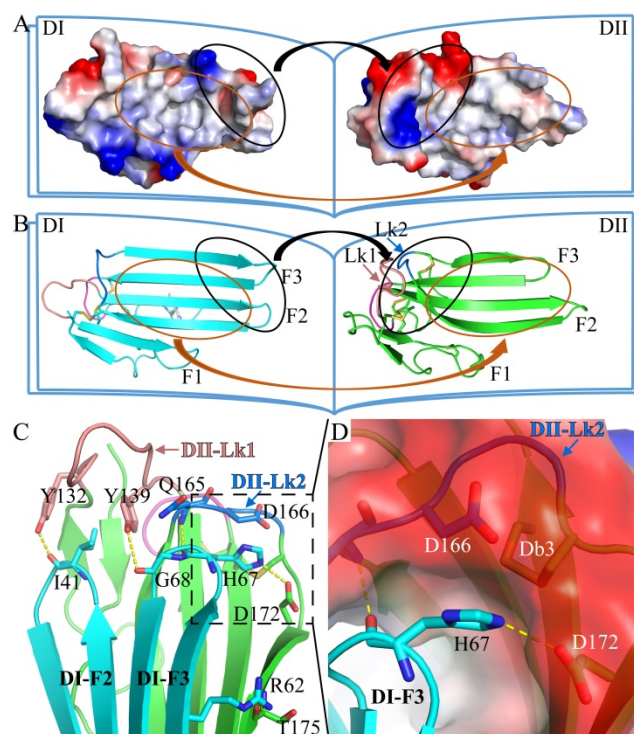 A DI DII
B DI DII
Lk2
Lk1
F3 F3
F2 F2
F1 F1
C D
DII-Lk1 DII-Lk2
Q165 DII-Lk2
Y132 Y139 D166
D166 Db3
I41 G68 H67
H67
D172 D172
DI-F2 DI-F3 DI-F3
R62
T175